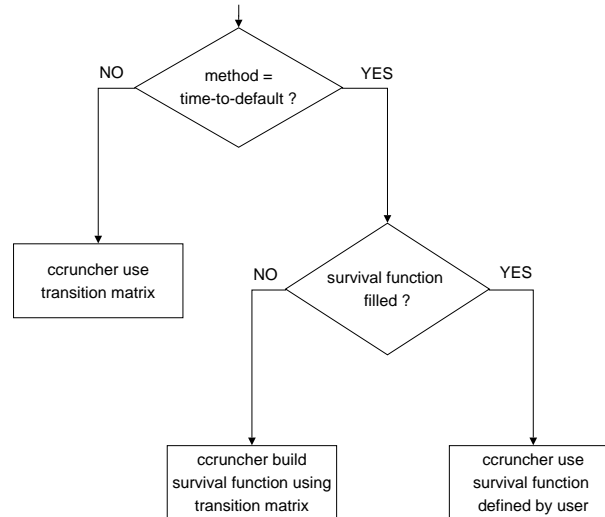 method =
time-to-default ?
NO
YES
ccruncher use
transition matrix
survival function
filled ?
NO
YES
ccruncher build
survival function using
transition matrix
ccruncher use
survival function
defined by user